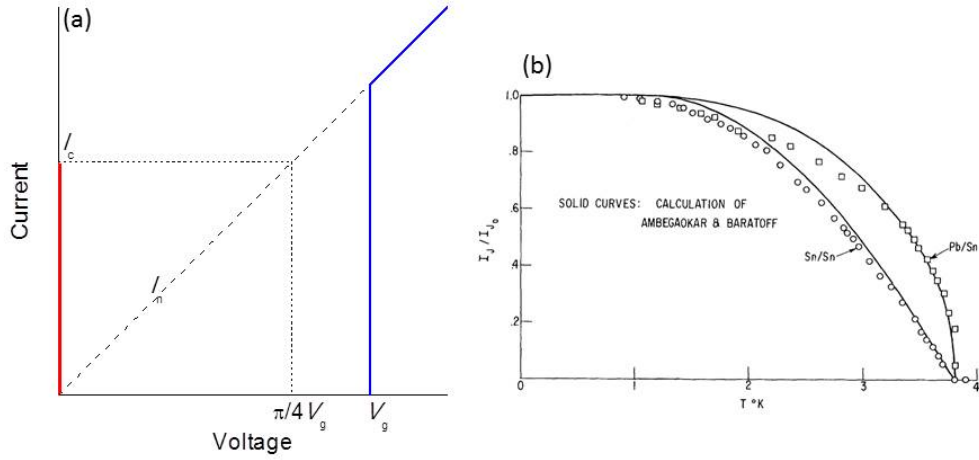 (a)
Current
I_c
I_n
π/4 V_g
V_g
Voltage
(b)
I_J/I_J₀
1.0
.8
.6
.4
.2
SOLID CURVES: CALCULATION OF
AMBEGAOKAR & BARATOFF
Sn/Sn
Pb/Sn
0
1
2
3
4
T °K